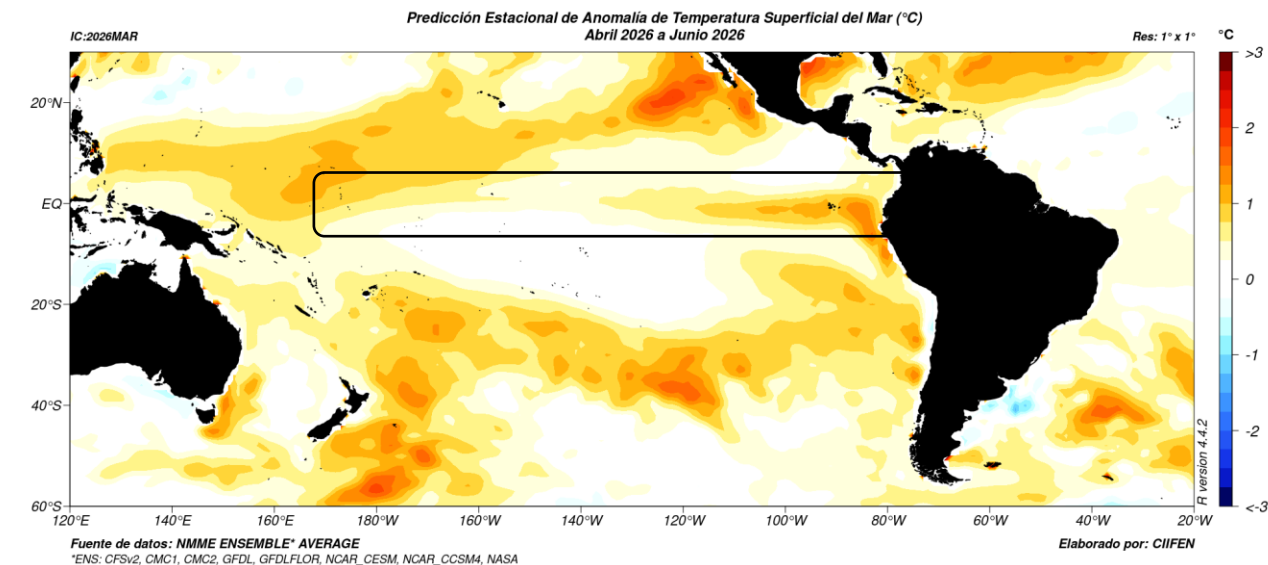 Predicción Estacional de Anomalía de Temperatura Superficial del Mar (°C)
IC:2026MAR
Abril 2026 a Junio 2026
Res: 1° x 1°
°C
>3
2
1
0
-1
-2
<-3
20°N
EQ
20°S
40°S
60°S
R version 4.4.2
120°E 140°E 160°E 180°W 160°W 140°W 120°W 100°W 80°W 60°W 40°W 20°W
Fuente de datos: NMME ENSEMBLE* AVERAGE
Elaborado por: CIIFEN
*ENS: CFSv2, CMC1, CMC2, GFDL, GFDLFLOR, NCAR_CESM, NCAR_CCSM4, NASA